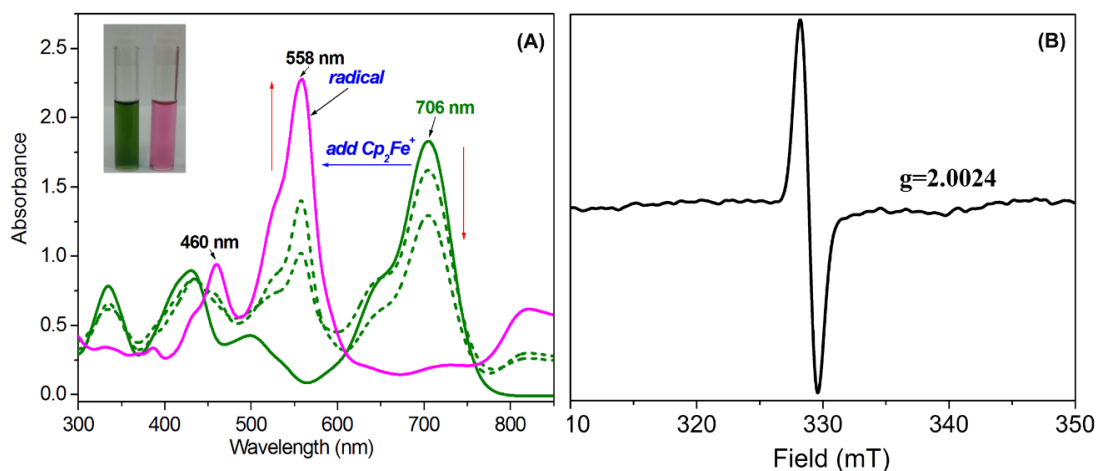 (A)
558 nm
radical
706 nm
add Cp2Fe+
460 nm
2.5
2.0
1.5
1.0
0.5
0.0
Absorbance
300 400 500 600 700 800
Wavelength (nm)
(B)
g=2.0024
10 320 330 340 350
Field (mT)